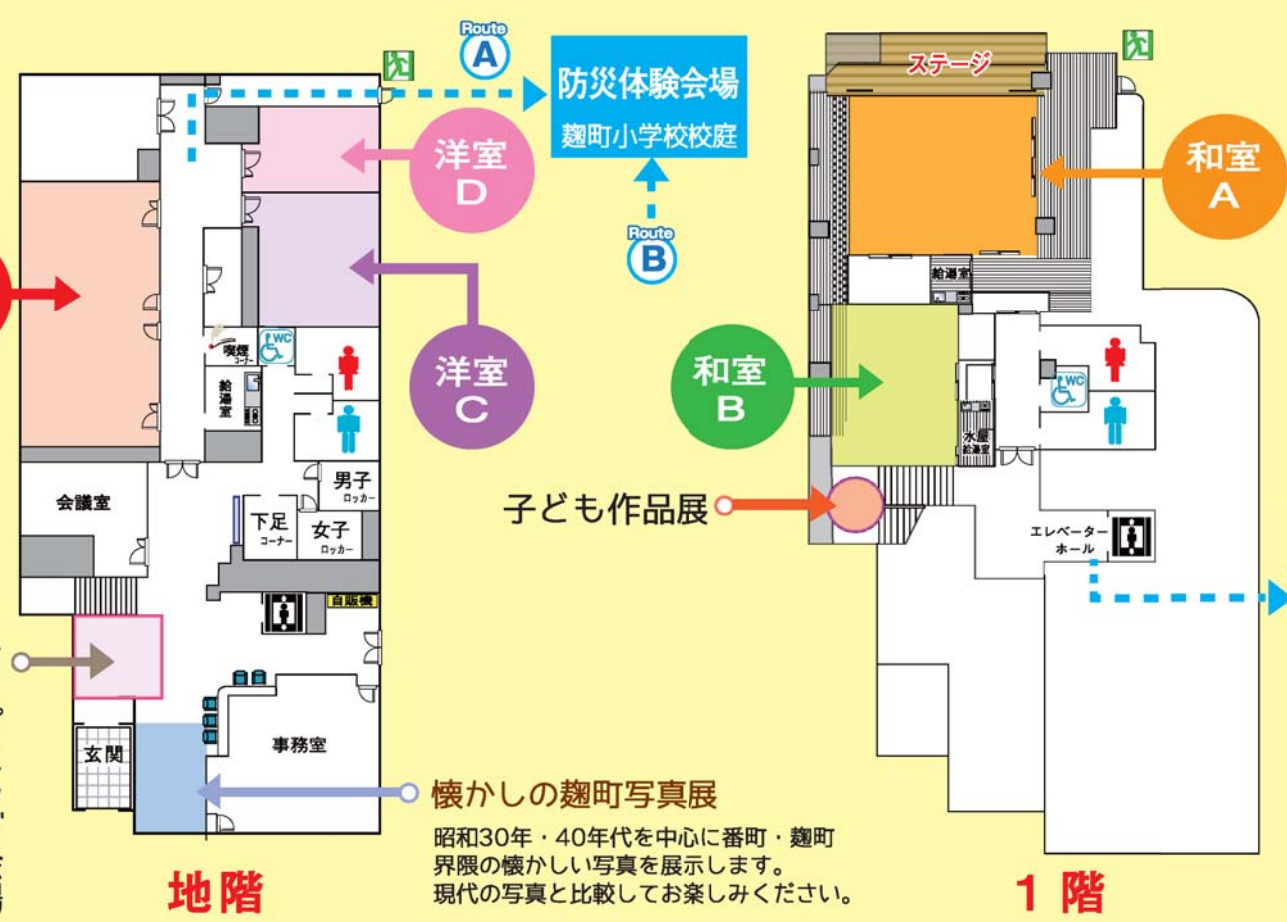 Route
A
防災体験会場
麹町小学校校庭
Route
B
洋室
D
洋室
C
喫煙
コーナー
WC
給湯室
会議室
下足
コーナー
男子
ロッカー
女子
ロッカー
自販機
玄関
事務室
懐かしの麹町写真展
昭和30年・40年代を中心に番町・麹町
界隈の懐かしい写真を展示します。
現代の写真と比較してお楽しみください。
地階
ステージ
和室
A
給湯室
和室
B
WC
水屋
給湯室
子ども作品展
エレベーター
ホール
1階